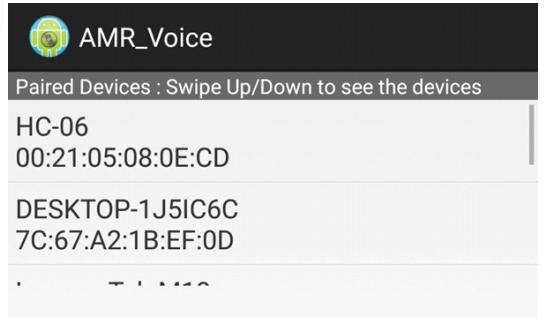 AMR_Voice
Paired Devices : Swipe Up/Down to see the devices
HC-06
00:21:05:08:0E:CD
DESKTOP-1J5IC6C
7C:67:A2:1B:EF:0D